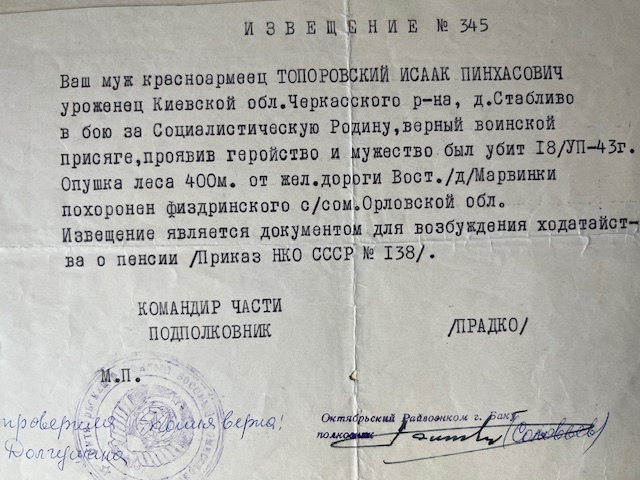 ИЗВЕЩЕНИЕ № 345
Ваш муж красноармеец ТОПОРОВСКИЙ ИСААК ПИНХАСОВИЧ
уроженец Киевской обл.Черкасского р-на, д.Стабливо
в бою за Социалистическую Родину,верный воинской
присяге,проявив геройство и мужество был убит I8/УП-43г.
Опушка леса 400м. от жел.дороги Вост./д/Марвинки
похоронен физдринского с/сом.Орловской обл.
Извещение является документом для возбуждения ходатайст-
ва о пенсии /Приказ НКО СССР № I38/.
КОМАНДИР ЧАСТИ
ПОДПОЛКОВНИК /ПРАДКО/
М.П.
проверила Копия верна!
Октябрьский Райвоенком г. Баку
полковник (Соловьев)